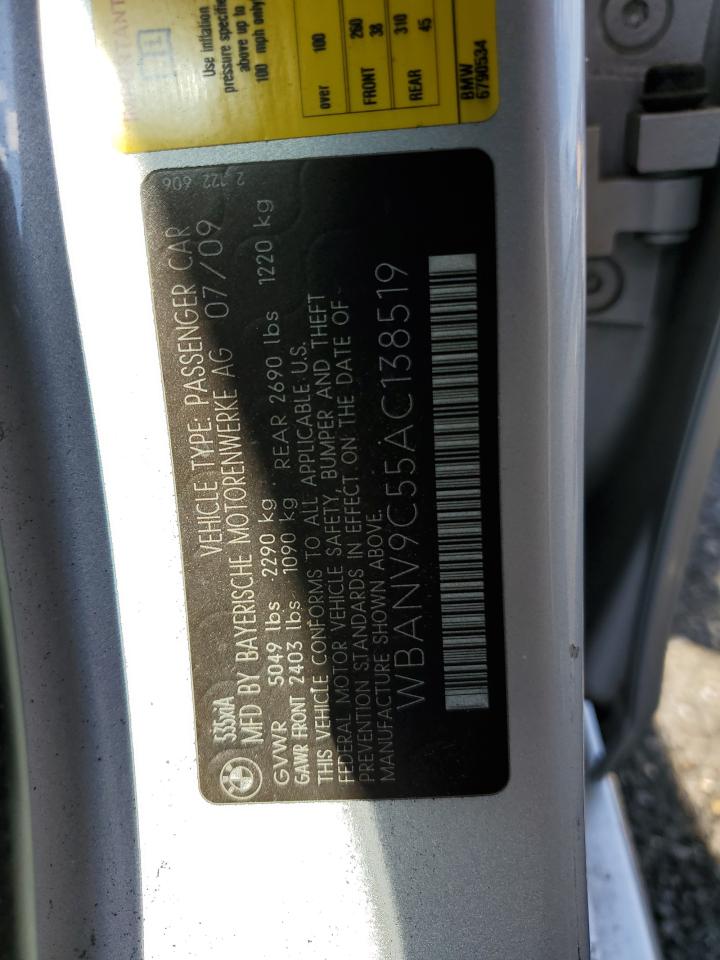 Use inflation
pressure specified
above up to
100 mph only
over 100
FRONT 260 38
REAR 310 45
BMW
6790534
2 122 606
335xiA VEHICLE TYPE: PASSENGER CAR
MFD BY BAYERISCHE MOTORENWERKE AG 07/09
GVWR 5049 lbs 2290 kg
GAWR FRONT 2403 lbs 1090 kg REAR 2690 lbs 1220 kg
THIS VEHICLE CONFORMS TO ALL APPLICABLE U.S.
FEDERAL MOTOR VEHICLE SAFETY, BUMPER AND THEFT
PREVENTION STANDARDS IN EFFECT ON THE DATE OF
MANUFACTURE SHOWN ABOVE.
WBANV9C55AC138519